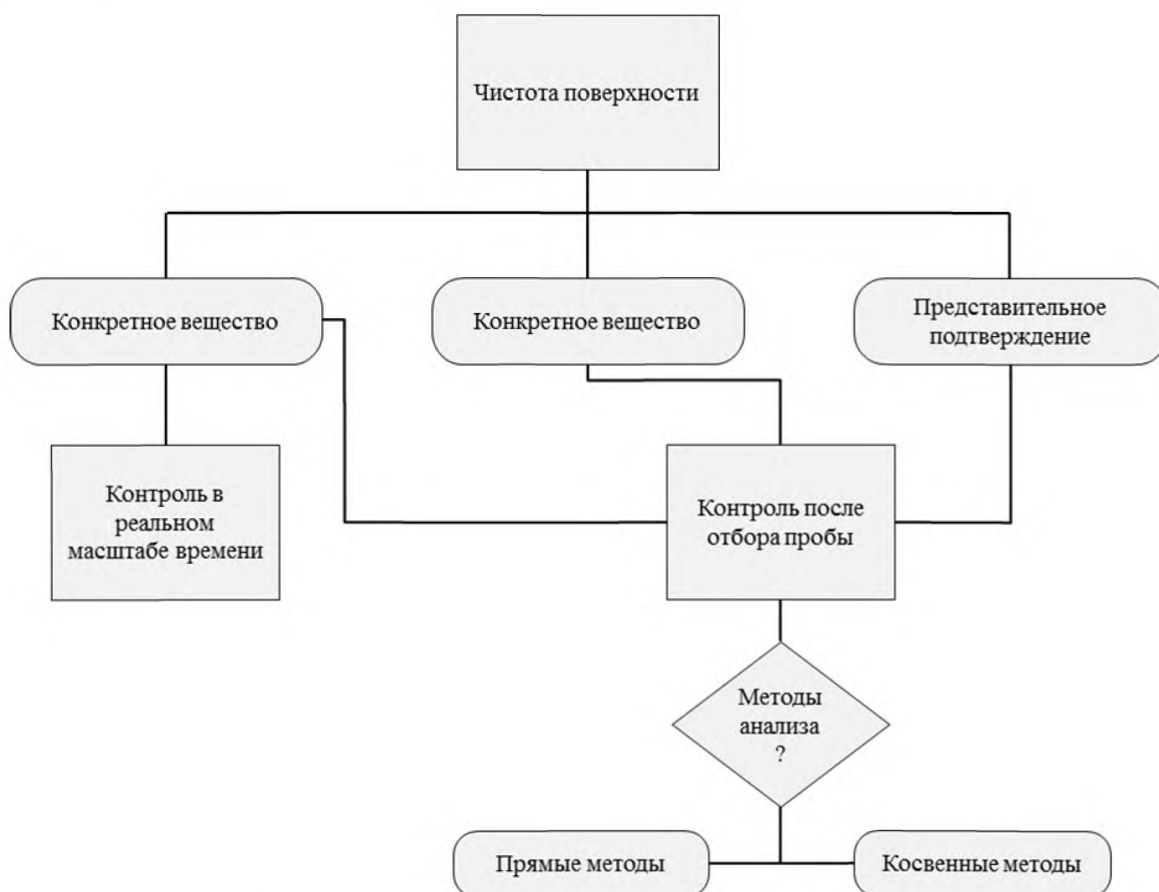 Чистота поверхности
Конкретное вещество
Конкретное вещество
Представительное
подтверждение
Контроль в
реальном
масштабе времени
Контроль после
отбора пробы
Методы
анализа
?
Прямые методы
Косвенные методы